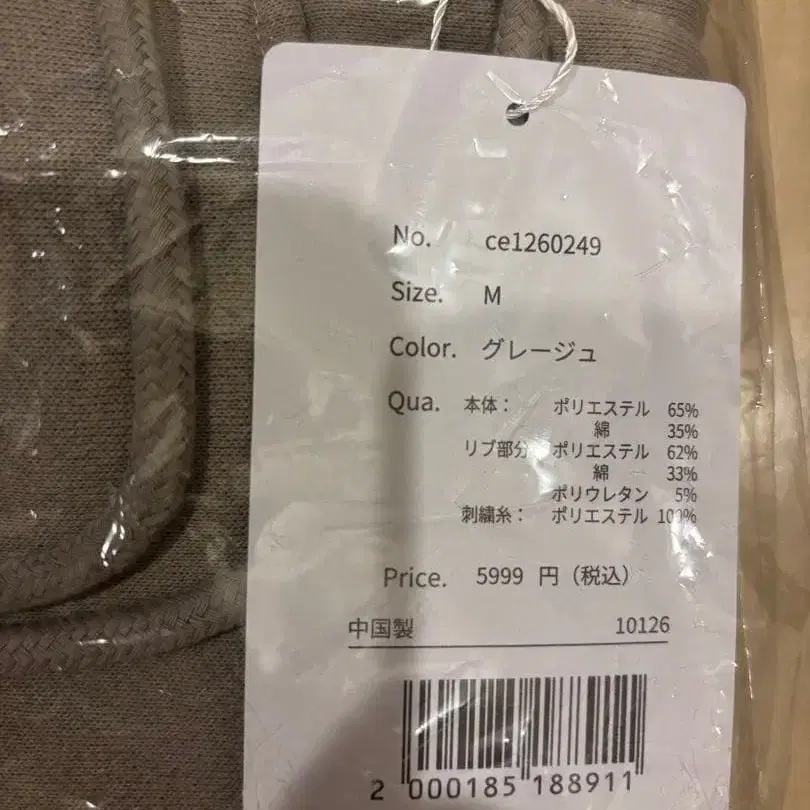 No. ce1260249
Size. M
Color. グレージュ
Qua. 本体： ポリエステル 65%
綿 35%
リブ部分 ポリエステル 62%
綿 33%
ポリウレタン 5%
刺繍糸： ポリエステル 100%
Price. 5999 円（税込）
中国製 10126
2 000185 188911